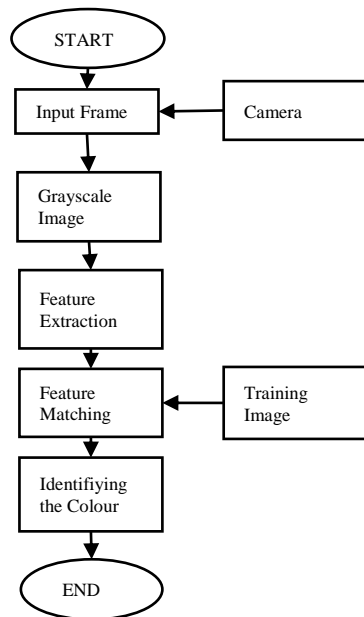 START
Input Frame
Camera
Grayscale
Image
Feature
Extraction
Feature
Matching
Training
Image
Identifiying
the Colour
END